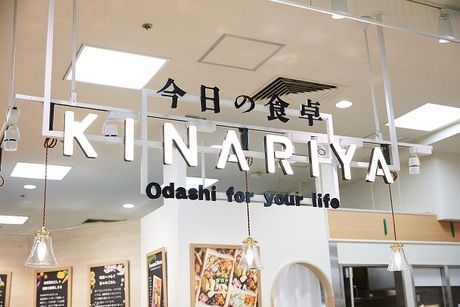 今日の食卓
KINARIYA
Odashi for your life